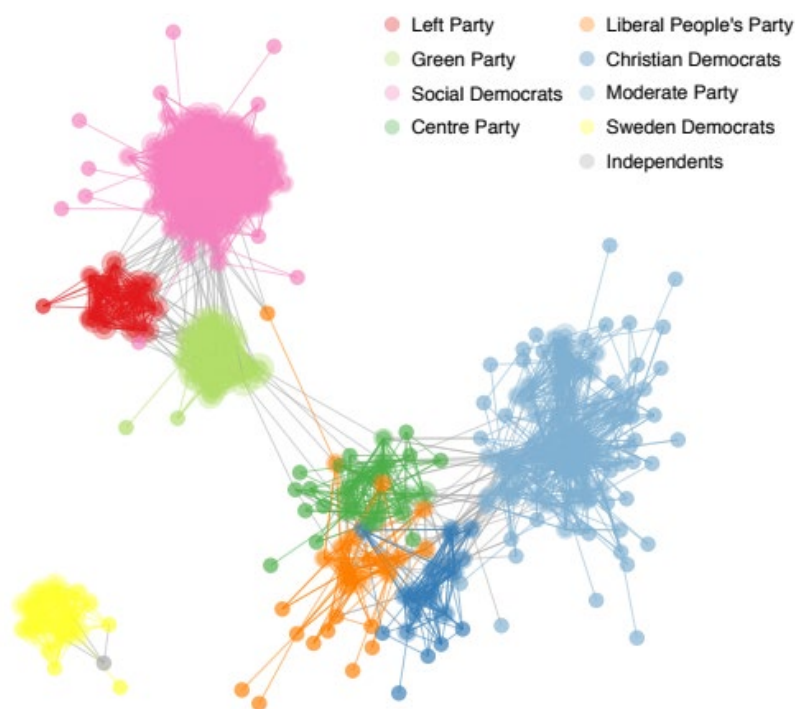 Left Party
Green Party
Social Democrats
Centre Party
Liberal People's Party
Christian Democrats
Moderate Party
Sweden Democrats
Independents